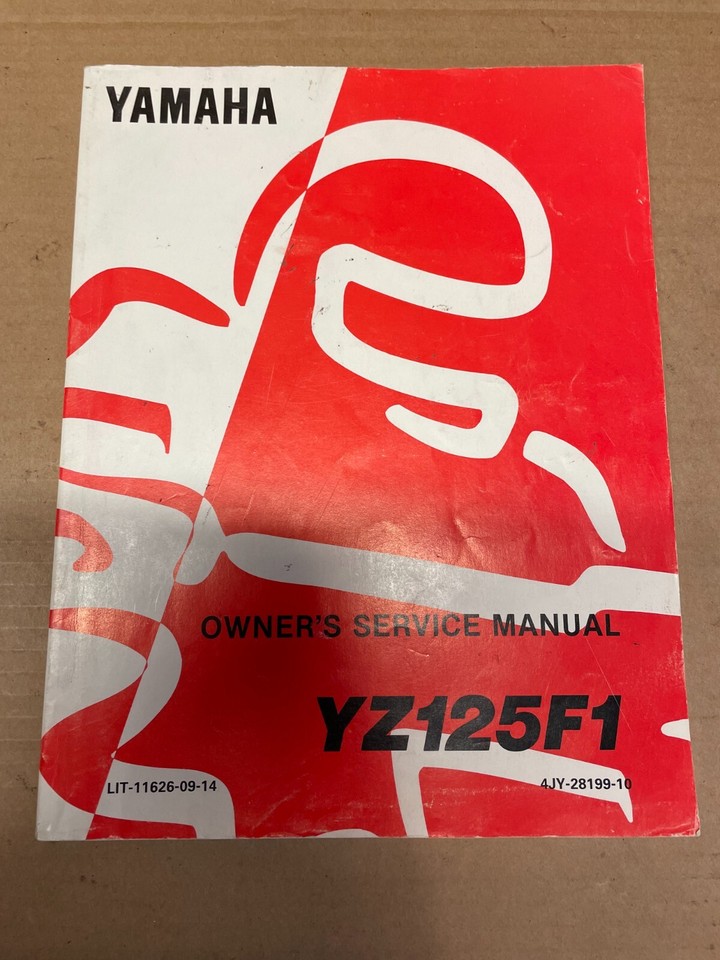 YAMAHA
OWNER'S SERVICE MANUAL
YZ125F1
LIT-11626-09-14
4JY-28199-10